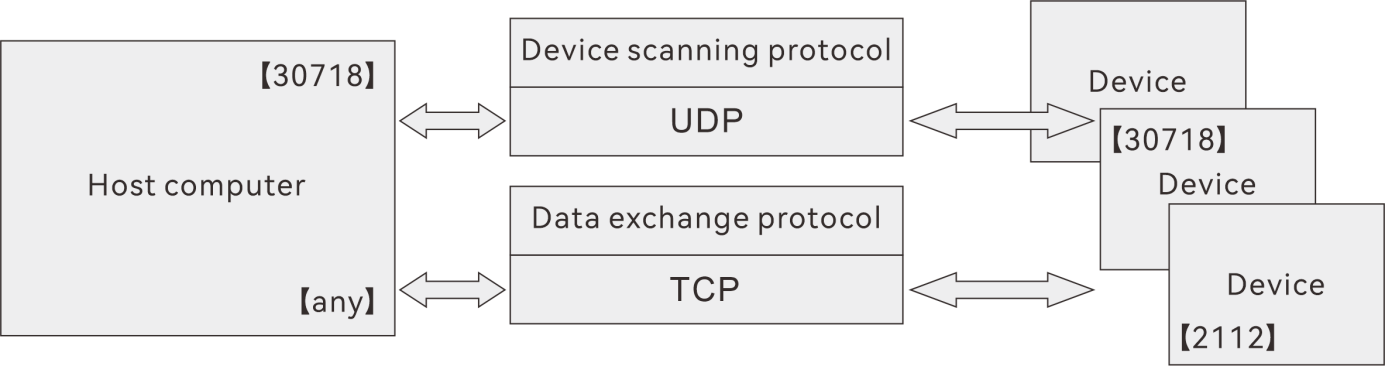 【30718】
Host computer
【any】
Device scanning protocol
UDP
Data exchange protocol
TCP
Device
【30718】
Device
Device
【2112】